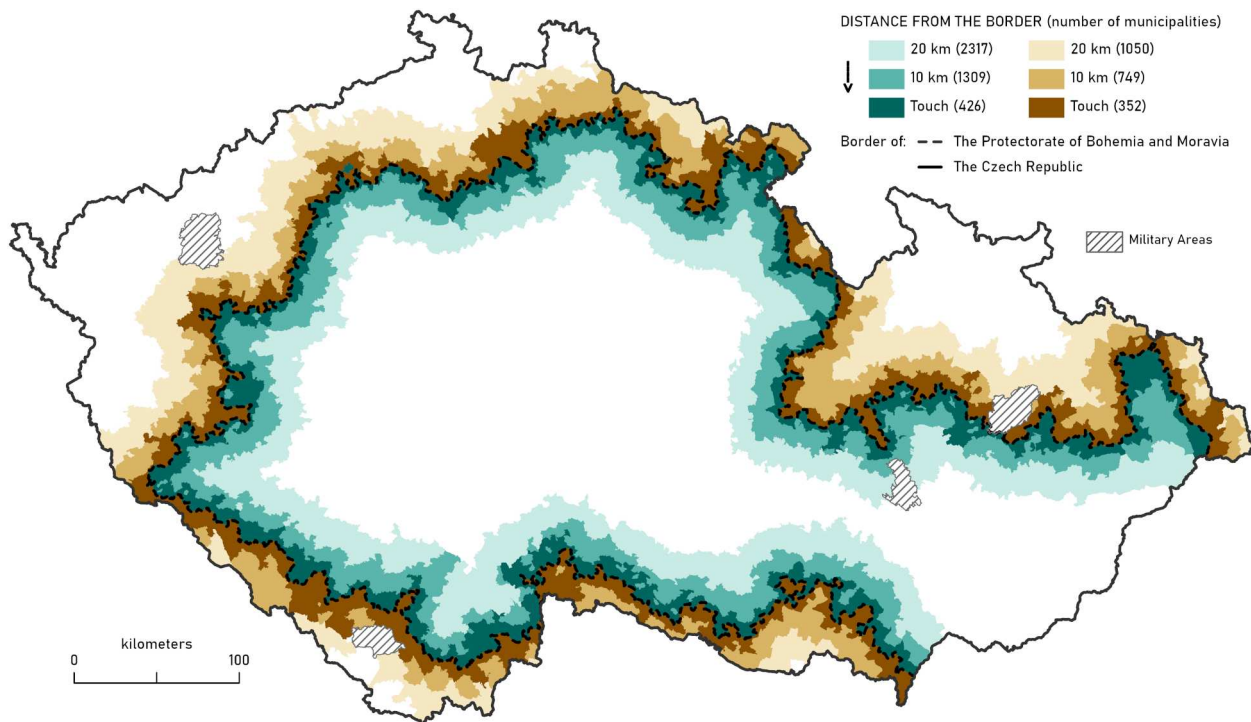 DISTANCE FROM THE BORDER (number of municipalities)
20 km (2317) 20 km (1050)
10 km (1309) 10 km (749)
Touch (426) Touch (352)
Border of: The Protectorate of Bohemia and Moravia
The Czech Republic
Military Areas
kilometers
0 100